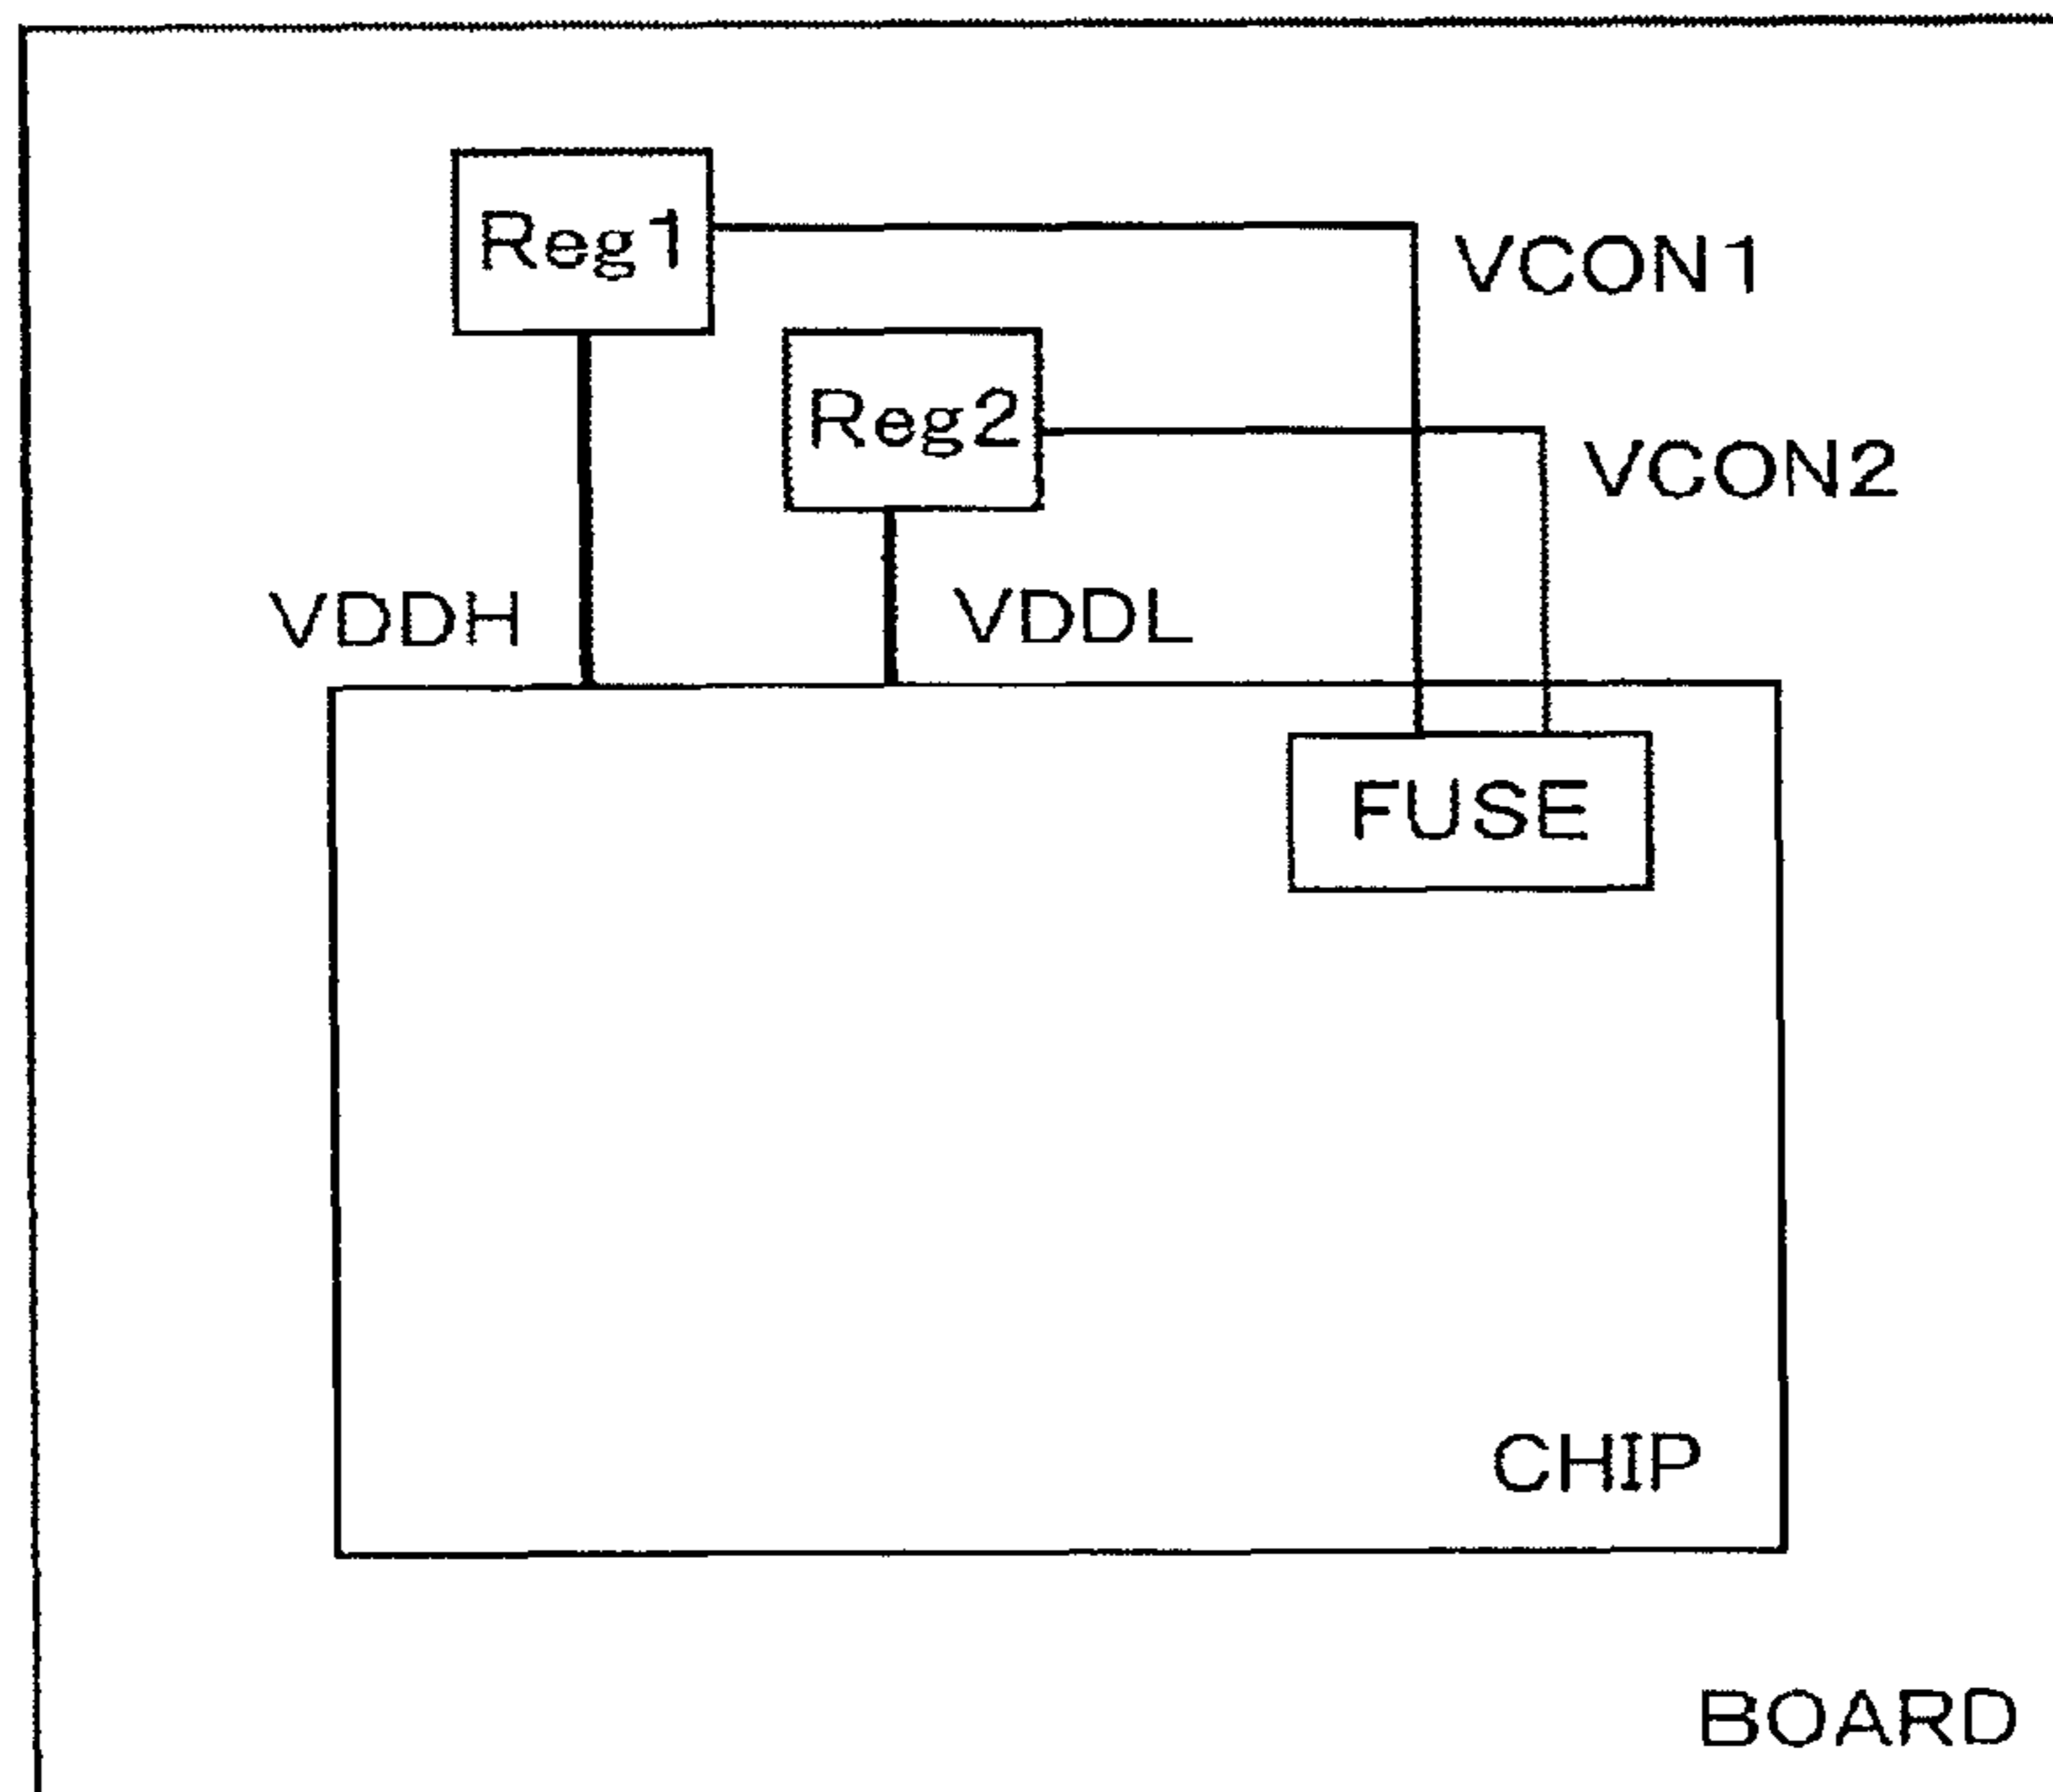 Reg1
VCON1
Reg2
VCON2
VDDH
VDDL
FUSE
CHIP
BOARD